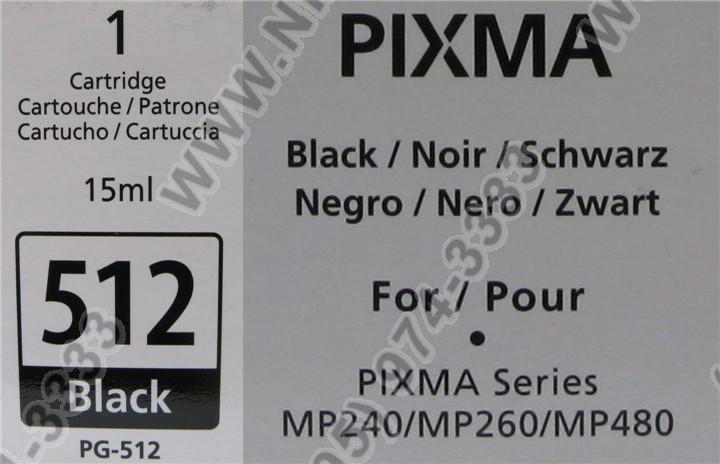 1
Cartridge
Cartouche / Patrone
Cartucho / Cartuccia
15ml
512
Black
PG-512
PIXMA
Black / Noir / Schwarz
Negro / Nero / Zwart
For / Pour
•
PIXMA Series
MP240/MP260/MP480